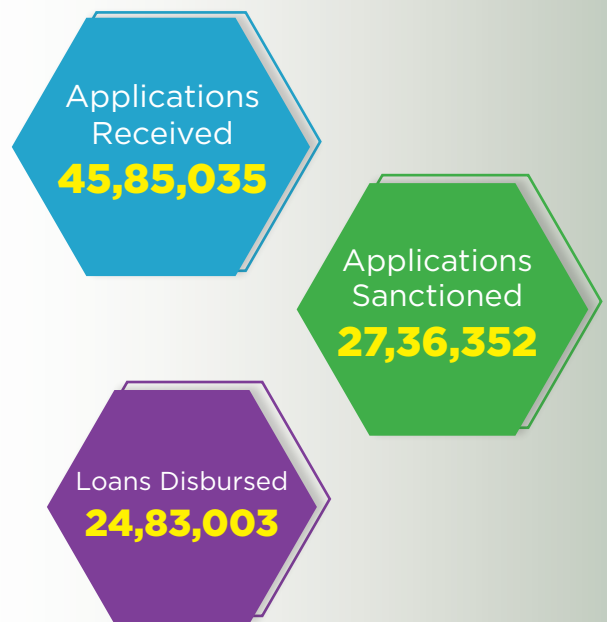 Applications
Received
45,85,035
Applications
Sanctioned
27,36,352
Loans Disbursed
24,83,003